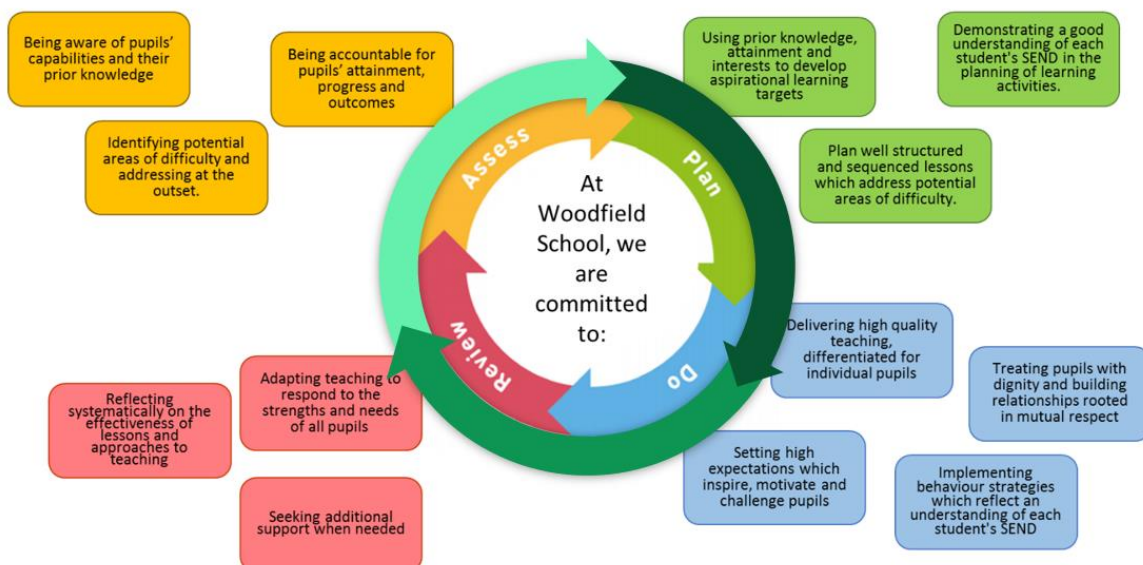 Being aware of pupils'
capabilities and their
prior knowledge
Being accountable for
pupils' attainment,
progress and
outcomes
Identifying potential
areas of difficulty and
addressing at the
outset.
Using prior knowledge,
attainment and
interests to develop
aspirational learning
targets
Demonstrating a good
understanding of each
student's SEND in the
planning of learning
activities.
Plan well structured
and sequenced lessons
which address potential
areas of difficulty.
Assess
Plan
At
Woodfield
School, we
are
committed
to:
Review
Do
Delivering high quality
teaching,
differentiated for
individual pupils
Treating pupils with
dignity and building
relationships rooted
in mutual respect
Setting high
expectations which
inspire, motivate and
challenge pupils
Implementing
behaviour strategies
which reflect an
understanding of each
student's SEND
Reflecting
systematically on the
effectiveness of
lessons and
approaches to
teaching
Adapting teaching to
respond to the
strengths and needs
of all pupils
Seeking additional
support when needed